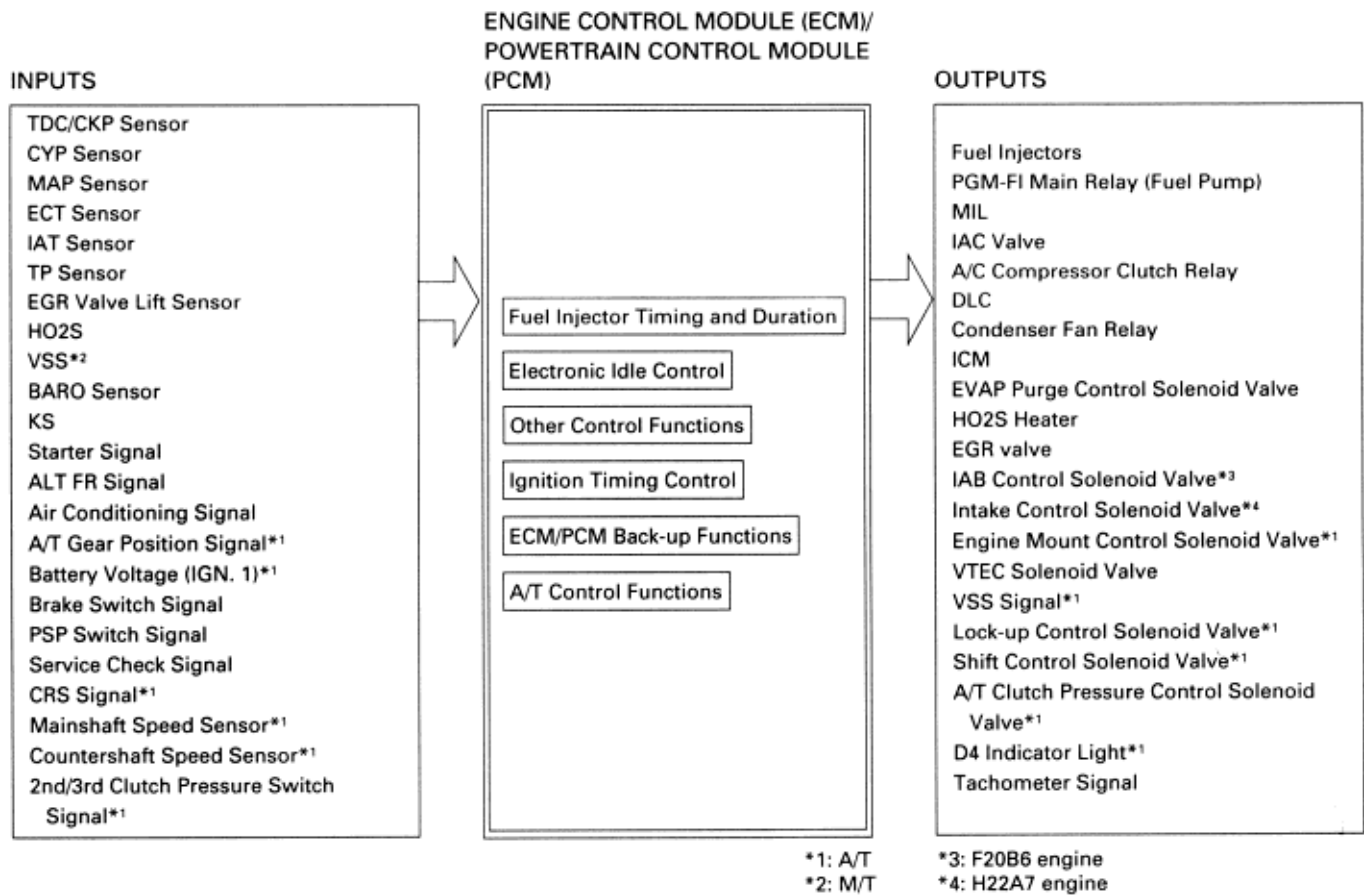 ENGINE CONTROL MODULE (ECM)/
POWERTRAIN CONTROL MODULE
(PCM)
INPUTS
TDC/CKP Sensor
CYP Sensor
MAP Sensor
ECT Sensor
IAT Sensor
TP Sensor
EGR Valve Lift Sensor
HO2S
VSS*2
BARO Sensor
KS
Starter Signal
ALT FR Signal
Air Conditioning Signal
A/T Gear Position Signal*1
Battery Voltage (IGN. 1)*1
Brake Switch Signal
PSP Switch Signal
Service Check Signal
CRS Signal*1
Mainshaft Speed Sensor*1
Countershaft Speed Sensor*1
2nd/3rd Clutch Pressure Switch
Signal*1
Fuel Injector Timing and Duration
Electronic Idle Control
Other Control Functions
Ignition Timing Control
ECM/PCM Back-up Functions
A/T Control Functions
OUTPUTS
Fuel Injectors
PGM-FI Main Relay (Fuel Pump)
MIL
IAC Valve
A/C Compressor Clutch Relay
DLC
Condenser Fan Relay
ICM
EVAP Purge Control Solenoid Valve
HO2S Heater
EGR valve
IAB Control Solenoid Valve*3
Intake Control Solenoid Valve*4
Engine Mount Control Solenoid Valve*1
VTEC Solenoid Valve
VSS Signal*1
Lock-up Control Solenoid Valve*1
Shift Control Solenoid Valve*1
A/T Clutch Pressure Control Solenoid
Valve*1
D4 Indicator Light*1
Tachometer Signal
*1: A/T
*2: M/T
*3: F20B6 engine
*4: H22A7 engine